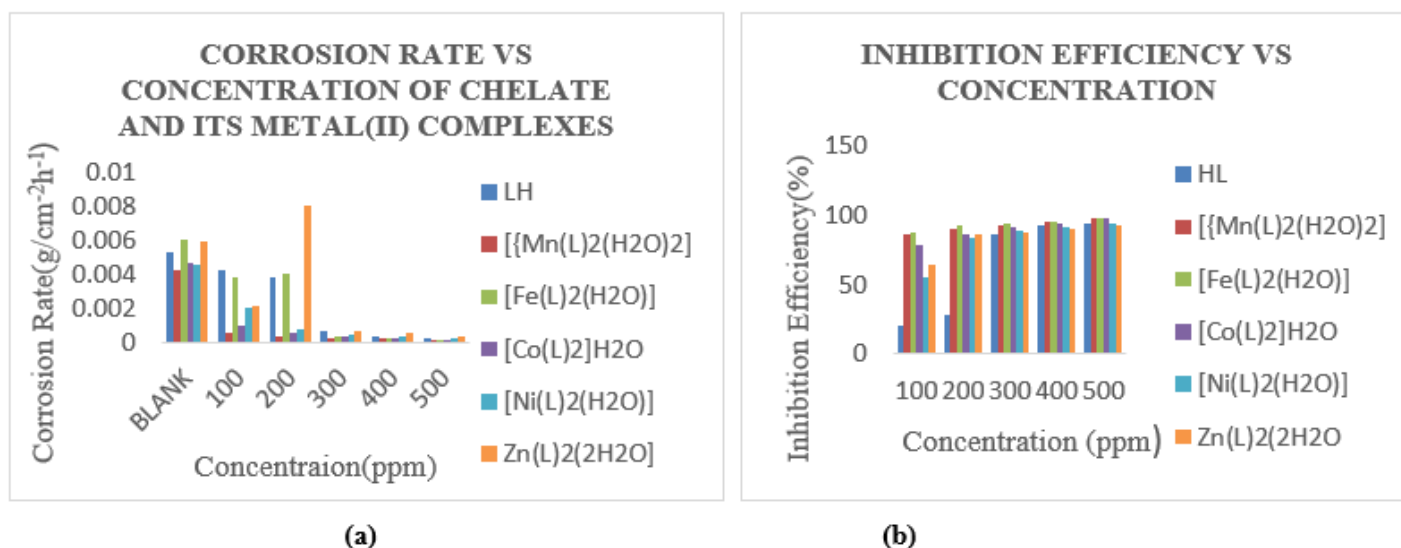 CORROSION RATE VS
CONCENTRATION OF CHELATE
AND ITS METAL(II) COMPLEXES
Corrosion Rate(g/cm⁻²h⁻¹)
0.01
0.008
0.006
0.004
0.002
0
BLANK
100
200
300
400
500
Concentraion(ppm)
LH
[{Mn(L)2(H2O)2]
[Fe(L)2(H2O)]
[Co(L)2]H2O
[Ni(L)2(H2O)]
Zn(L)2(2H2O]
(a)
INHIBITION EFFICIENCY VS
CONCENTRATION
Inhibition Efficiency(%)
150
100
50
0
100 200 300 400 500
Concentration (ppm)
HL
[{Mn(L)2(H2O)2]
[Fe(L)2(H2O)]
[Co(L)2]H2O
[Ni(L)2(H2O)]
Zn(L)2(2H2O
(b)